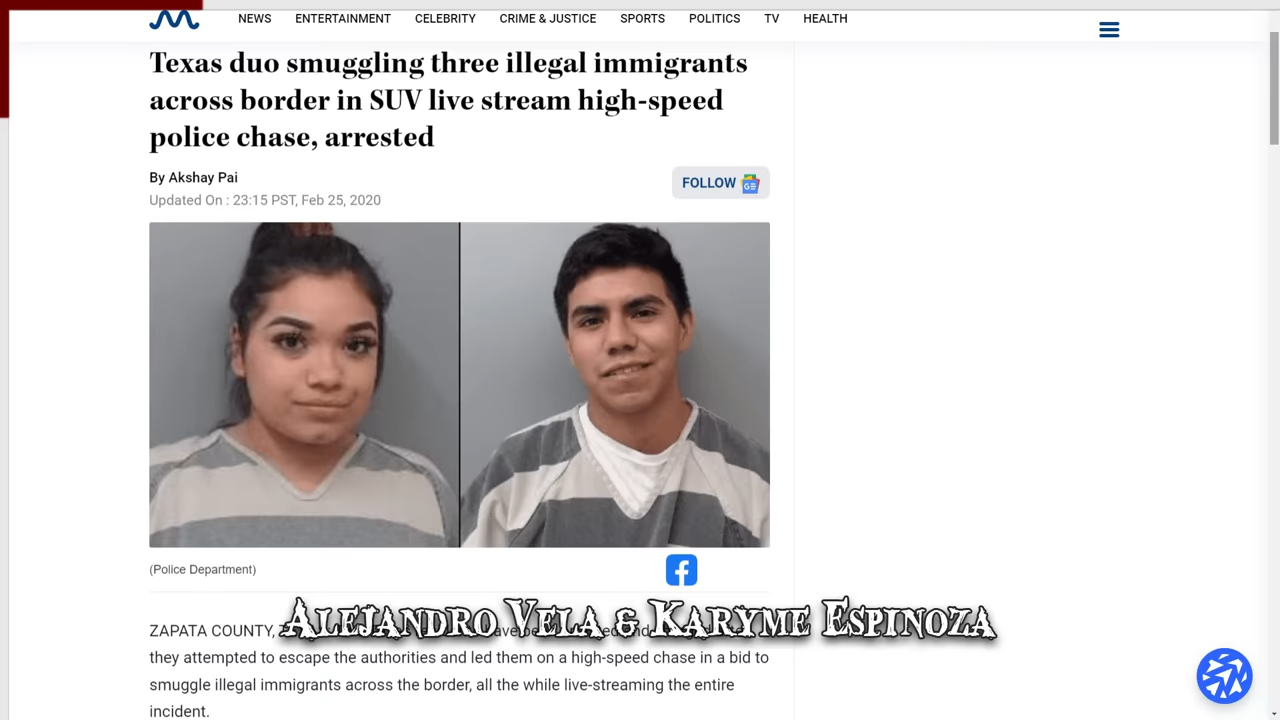 NEWS ENTERTAINMENT CELEBRITY CRIME & JUSTICE SPORTS POLITICS TV HEALTH
Texas duo smuggling three illegal immigrants
across border in SUV live stream high-speed
police chase, arrested
By Akshay Pai
FOLLOW GE
Updated On : 23:15 PST, Feb 25, 2020
(Police Department)
Alejandro Vela & Karyme Espinoza
ZAPATA COUNTY,
they attempted to escape the authorities and led them on a high-speed chase in a bid to
smuggle illegal immigrants across the border, all the while live-streaming the entire
incident.